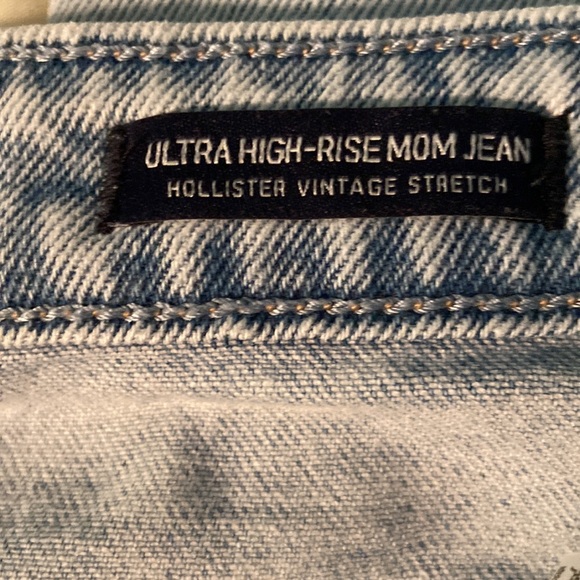 ULTRA HIGH-RISE MOM JEAN
HOLLISTER VINTAGE STRETCH